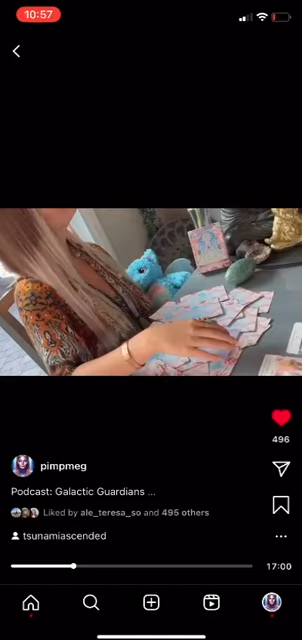 10:57
496
pimpmeg
Podcast: Galactic Guardians ...
Liked by ale_teresa_so and 495 others
tsunamiascended
17:00